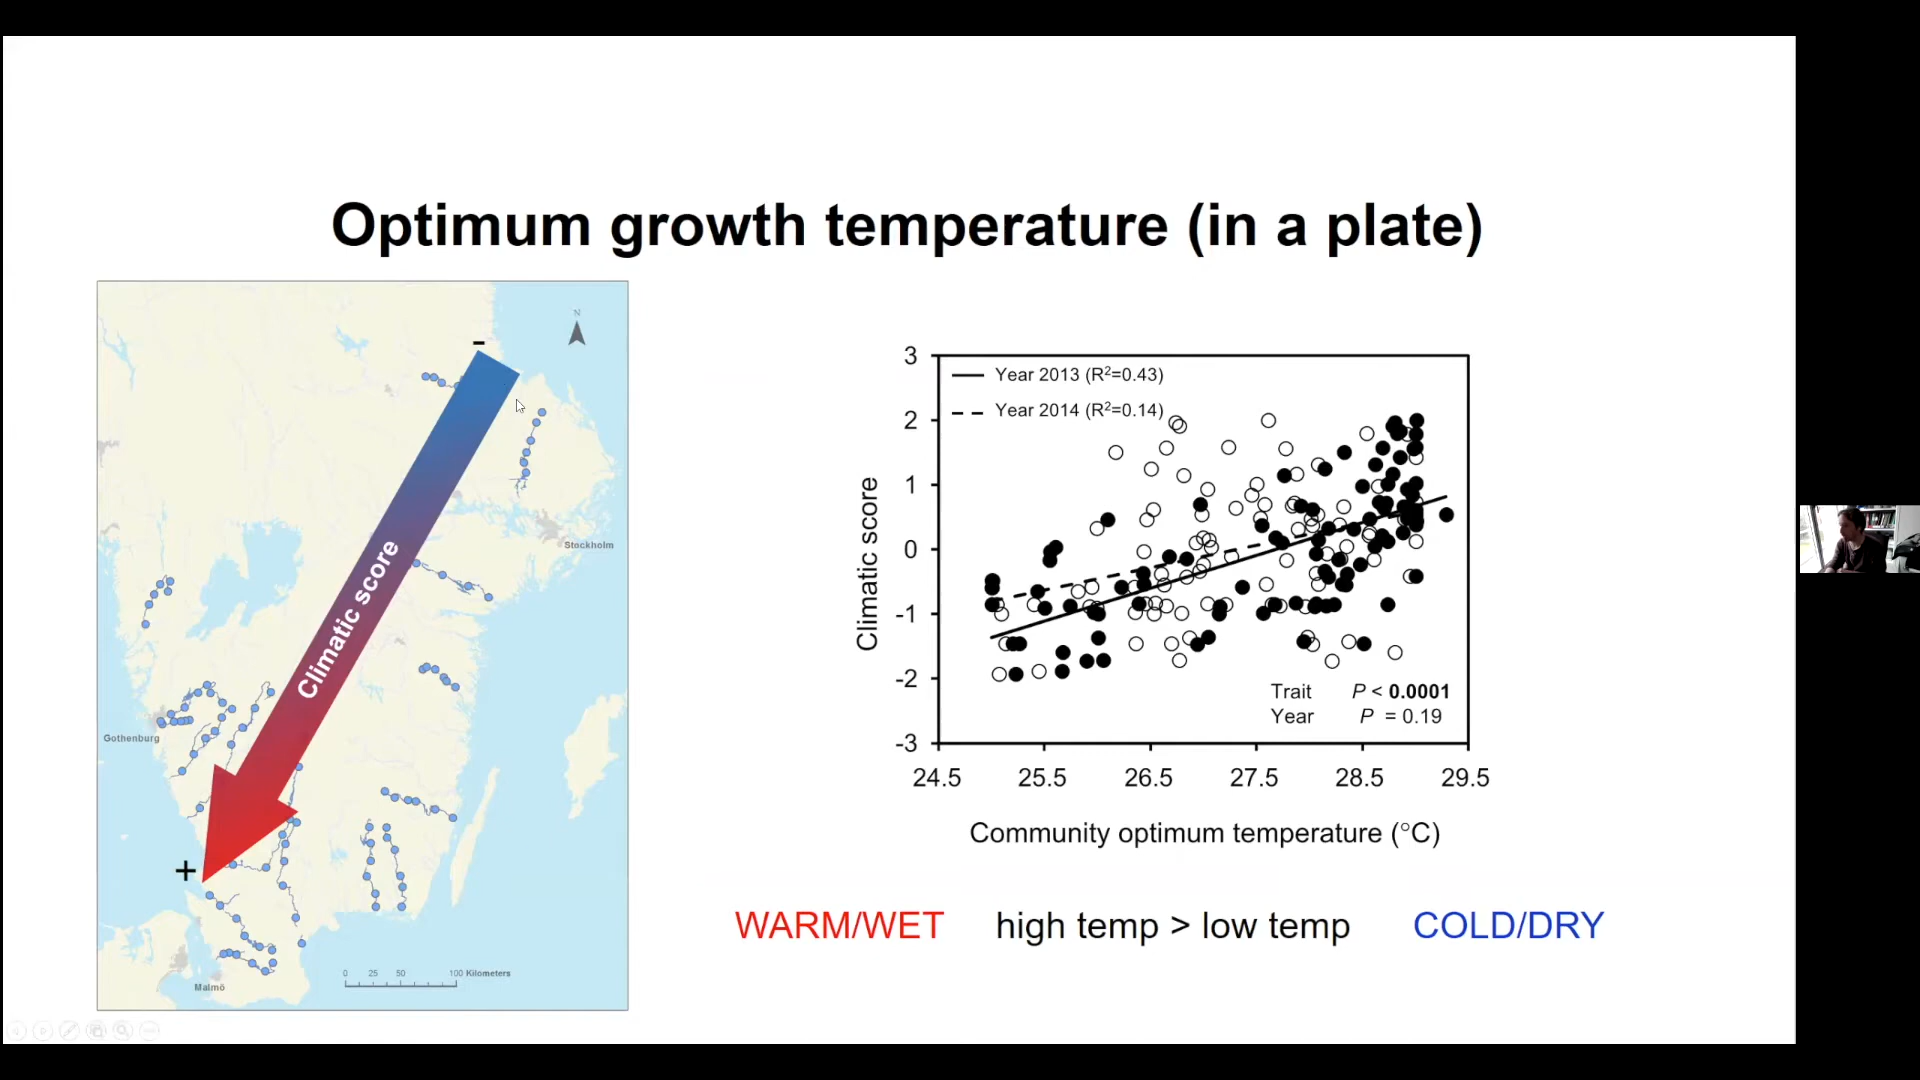 Optimum growth temperature (in a plate)
N
-
Climatic score
Stockholm
Gothenburg
+
Malmö
0 25 50 100 Kilometers
3
2
1
0
-1
-2
-3
Climatic score
Year 2013 (R²=0.43)
Year 2014 (R²=0.14)
Trait P < 0.0001
Year P = 0.19
24.5 25.5 26.5 27.5 28.5 29.5
Community optimum temperature (°C)
WARM/WET high temp > low temp COLD/DRY